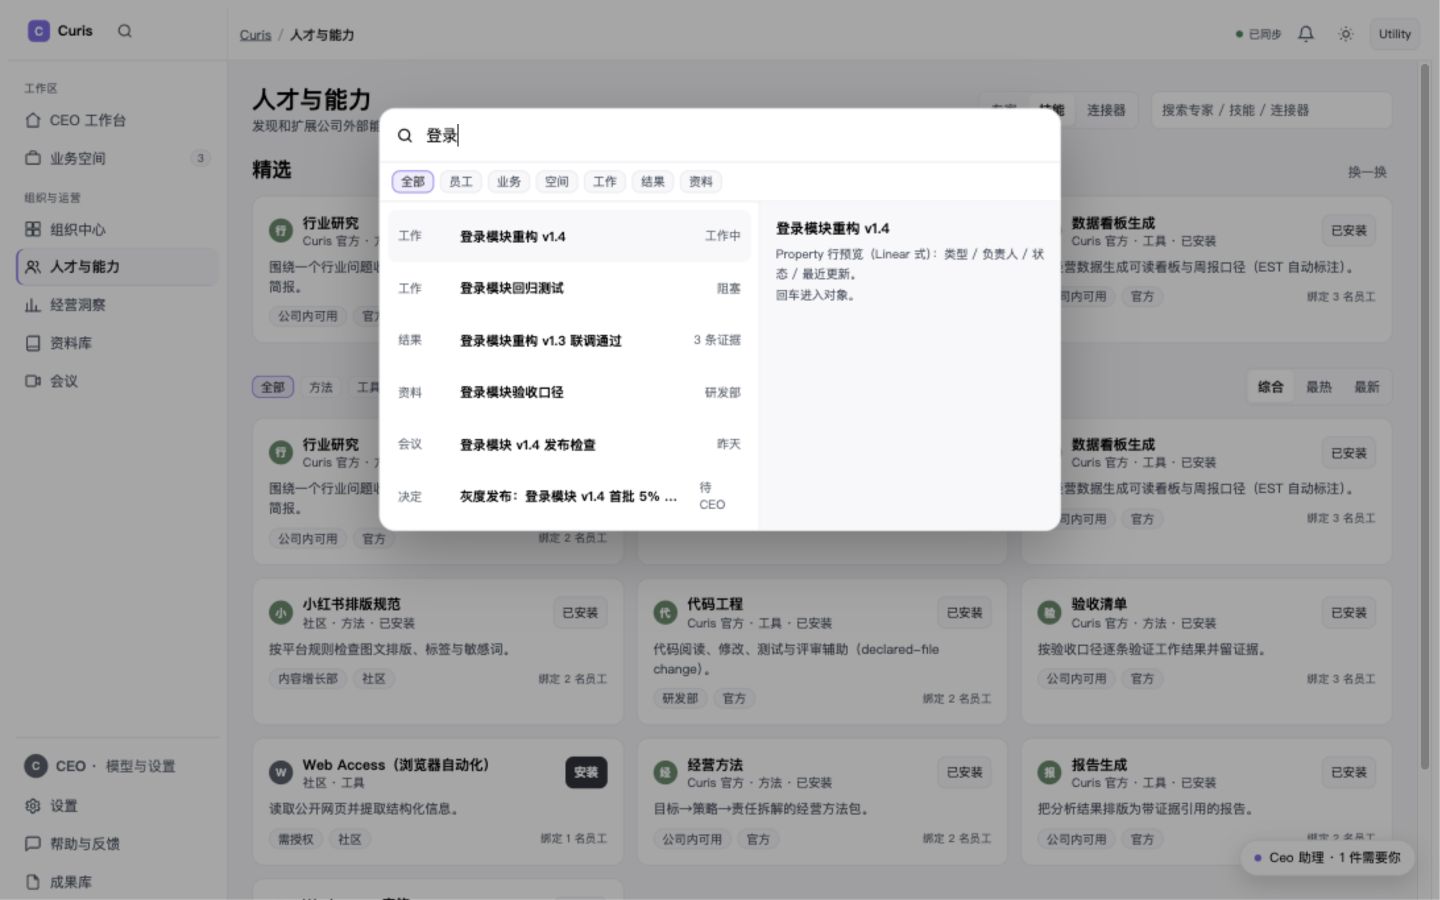 C Curis
Curis / 人才与能力
已同步
Utility
工作区
CEO 工作台
业务空间 3
组织与运营
组织中心
人才与能力
经营洞察
资料库
会议
C CEO · 模型与设置
设置
帮助与反馈
成果库
人才与能力
发现和扩展公司外部能
技能 连接器
搜索专家 / 技能 / 连接器
精选
换一换
行 行业研究
Curis 官方 ·
围绕一个行业问题
简报。
公司内可用
数据看板生成
Curis 官方 · 工具 · 已安装
已安装
营数据生成可读看板与周报口径（EST 自动标注）。
官方
绑定 3 名员工
登录
全部 员工 业务 空间 工作 结果 资料
工作 登录模块重构 v1.4 工作中
工作 登录模块回归测试 阻塞
结果 登录模块重构 v1.3 联调通过 3 条证据
资料 登录模块验收口径 研发部
会议 登录模块 v1.4 发布检查 昨天
决定 灰度发布：登录模块 v1.4 首批 5% ... 待
CEO
登录模块重构 v1.4
Property 行预览（Linear 式）：类型 / 负责人 / 状
态 / 最近更新。
回车进入对象。
全部 方法 工具
综合 最热 最新
行 行业研究
Curis 官方 ·
围绕一个行业问题
简报。
公司内可用 官方
绑定 2 名员工
数据看板生成
Curis 官方 · 工具 · 已安装
已安装
营数据生成可读看板与周报口径（EST 自动标注）。
官方
绑定 3 名员工
小 小红书排版规范
社区 · 方法 · 已安装
已安装
按平台规则检查图文排版、标签与敏感词。
内容增长部 社区
绑定 2 名员工
代 代码工程
Curis 官方 · 工具 · 已安装
已安装
代码阅读、修改、测试与评审辅助（declared-file
change）。
研发部 官方
绑定 2 名员工
验 验收清单
Curis 官方 · 方法 · 已安装
已安装
按验收口径逐条验证工作结果并留证据。
公司内可用 官方
绑定 3 名员工
W Web Access（浏览器自动化）
社区 · 工具
安装
读取公开网页并提取结构化信息。
需授权 社区
绑定 1 名员工
经 经营方法
Curis 官方 · 方法 · 已安装
已安装
目标→策略→责任拆解的经营方法包。
公司内可用 官方
绑定 2 名员工
报 报告生成
Curis 官方 · 工具 · 已安装
已安装
把分析结果排版为带证据引用的报告。
公司内可用 官方
绑定 2 名员工
Ceo 助理 · 1 件需要你